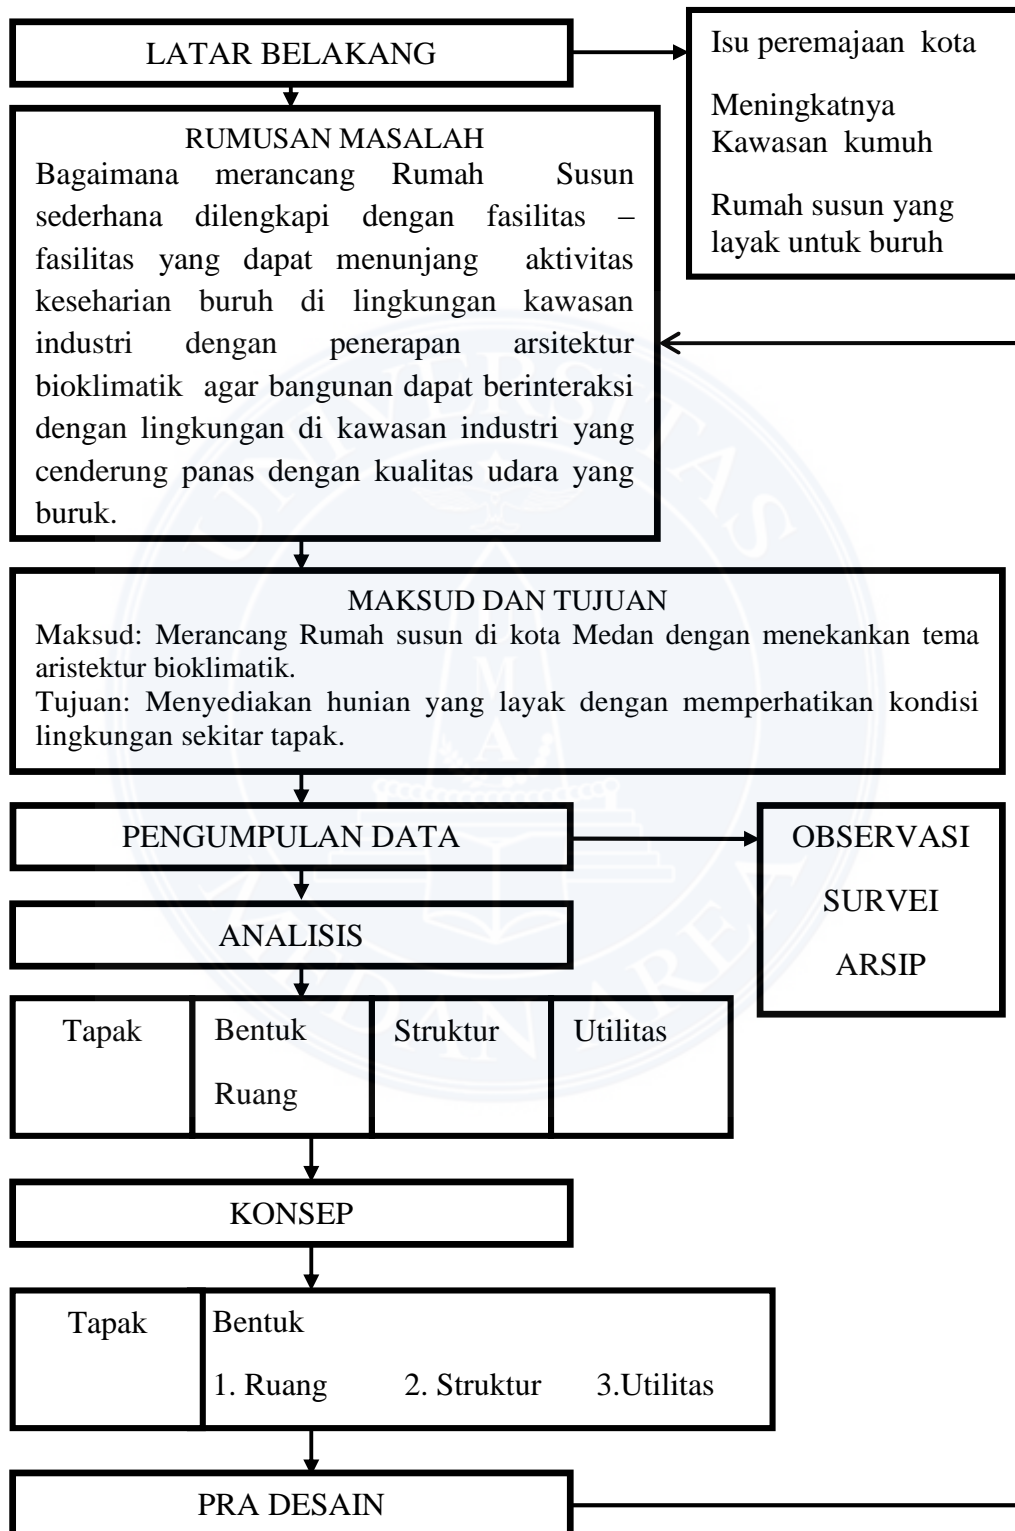 LATAR BELAKANG
Isu peremajaan kota
Meningkatnya
Kawasan kumuh
Rumah susun yang
layak untuk buruh
RUMUSAN MASALAH
Bagaimana merancang Rumah Susun
sederhana dilengkapi dengan fasilitas –
fasilitas yang dapat menunjang aktivitas
keseharian buruh di lingkungan kawasan
industri dengan penerapan arsitektur
bioklimatik agar bangunan dapat berinteraksi
dengan lingkungan di kawasan industri yang
cenderung panas dengan kualitas udara yang
buruk.
MAKSUD DAN TUJUAN
Maksud: Merancang Rumah susun di kota Medan dengan menekankan tema
aristektur bioklimatik.
Tujuan: Menyediakan hunian yang layak dengan memperhatikan kondisi
lingkungan sekitar tapak.
PENGUMPULAN DATA
OBSERVASI
SURVEI
ARSIP
ANALISIS
Tapak
Bentuk
Ruang
Struktur
Utilitas
KONSEP
Tapak
Bentuk
1. Ruang 2. Struktur 3.Utilitas
PRA DESAIN
UNIVERSITAS
MEDAN AREA
M
A